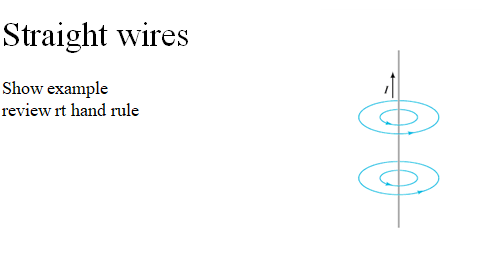 Straight wires
Show example
review rt hand rule
I